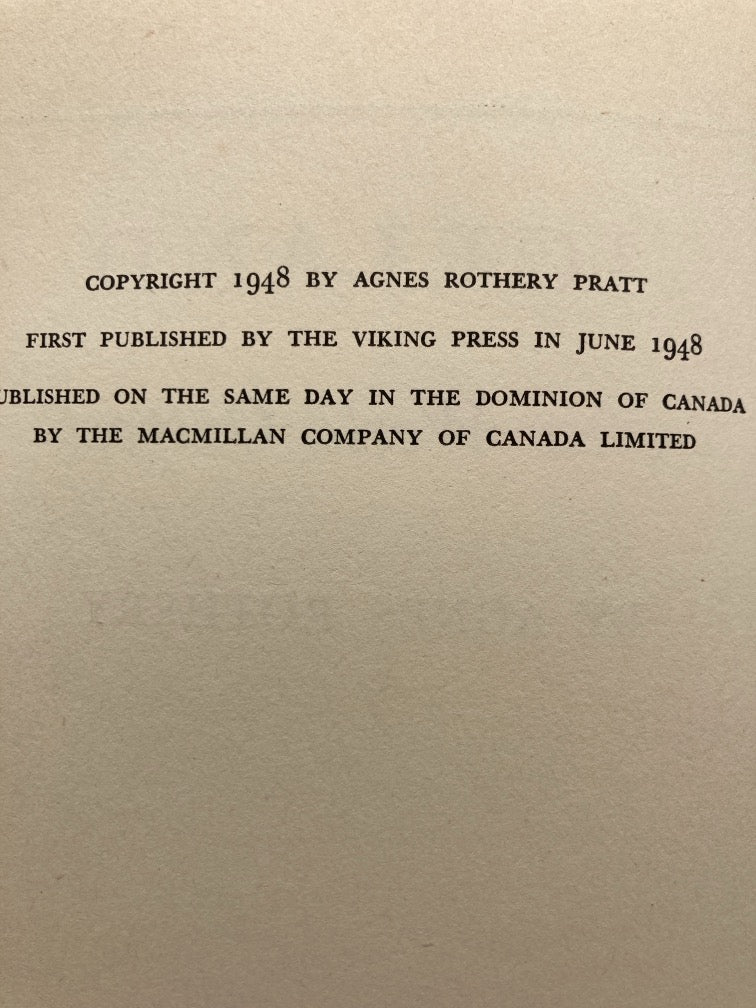 COPYRIGHT 1948 BY AGNES ROTHERY PRATT
FIRST PUBLISHED BY THE VIKING PRESS IN JUNE 1948
UBLISHED ON THE SAME DAY IN THE DOMINION OF CANADA
BY THE MACMILLAN COMPANY OF CANADA LIMITED